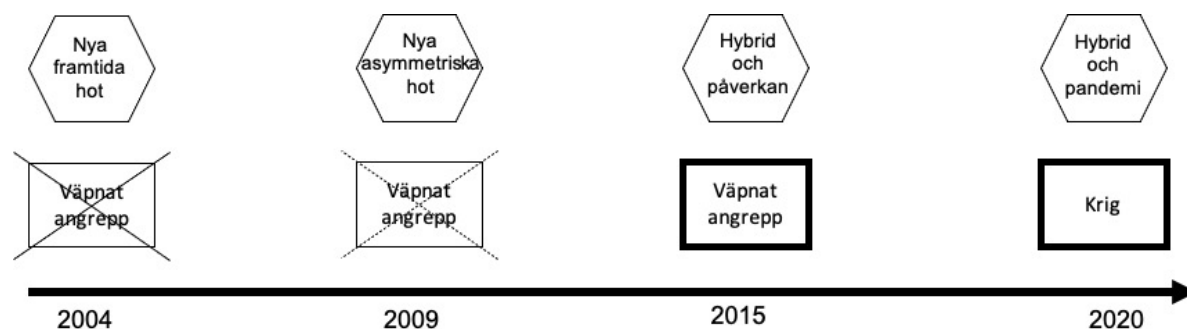 Nya
framtida
hot
Nya
asymmetriska
hot
Hybrid
och
påverkan
Hybrid
och
pandemi
Väpnat
angrepp
Väpnat
angrepp
Väpnat
angrepp
Krig
2004
2009
2015
2020